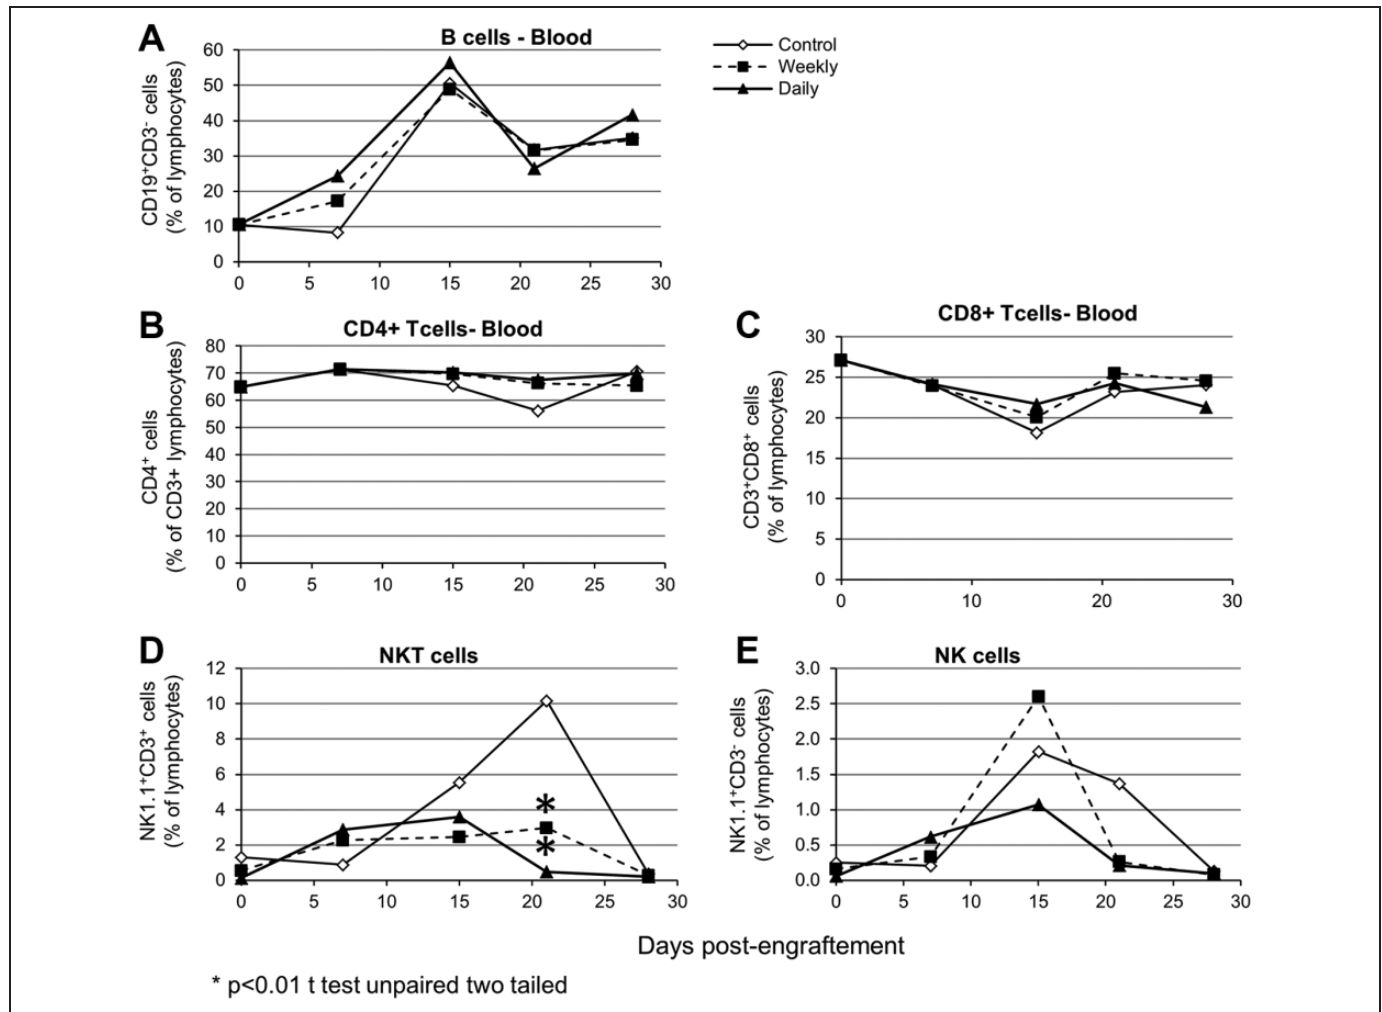 A
B cells - Blood
Control
Weekly
Daily
CD19⁺CD3⁻ cells
(% of lymphocytes)
60
50
40
30
20
10
0
0 5 10 15 20 25 30
B
CD4+ Tcells- Blood
CD4⁺ cells
(% of CD3+ lymphocytes)
80
70
60
50
40
30
20
10
0
0 5 10 15 20 25 30
C
CD8+ Tcells- Blood
CD3⁺CD8⁺ cells
(% of lymphocytes)
30
25
20
15
10
5
0
0 10 20 30
D
NKT cells
NK1.1⁺CD3⁺ cells
(% of lymphocytes)
12
10
8
6
4
2
0
*
*
0 5 10 15 20 25 30
E
NK cells
NK1.1⁺CD3⁻ cells
(% of lymphocytes)
3.0
2.5
2.0
1.5
1.0
0.5
0.0
0 5 10 15 20 25 30
Days post-engraftement
* p<0.01 t test unpaired two tailed